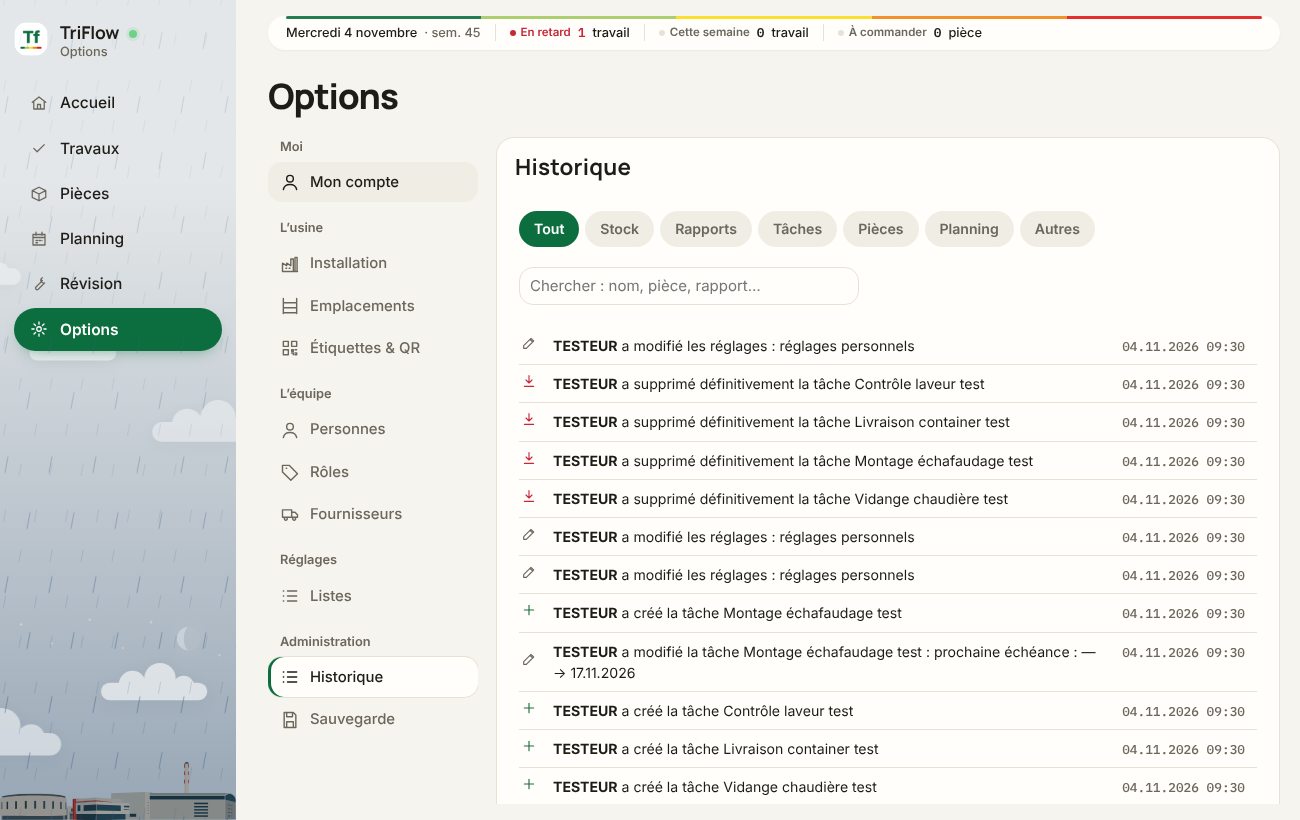 Tf
TriFlow
Options
Accueil
Travaux
Pièces
Planning
Révision
Options
Mercredi 4 novembre · sem. 45
En retard 1 travail
Cette semaine 0 travail
À commander 0 pièce
Options
Moi
Mon compte
L'usine
Installation
Emplacements
Étiquettes & QR
L'équipe
Personnes
Rôles
Fournisseurs
Réglages
Listes
Administration
Historique
Sauvegarde
Historique
Tout Stock Rapports Tâches Pièces Planning Autres
Chercher : nom, pièce, rapport...
TESTEUR a modifié les réglages : réglages personnels 04.11.2026 09:30
TESTEUR a supprimé définitivement la tâche Contrôle laveur test 04.11.2026 09:30
TESTEUR a supprimé définitivement la tâche Livraison container test 04.11.2026 09:30
TESTEUR a supprimé définitivement la tâche Montage échafaudage test 04.11.2026 09:30
TESTEUR a supprimé définitivement la tâche Vidange chaudière test 04.11.2026 09:30
TESTEUR a modifié les réglages : réglages personnels 04.11.2026 09:30
TESTEUR a modifié les réglages : réglages personnels 04.11.2026 09:30
TESTEUR a créé la tâche Montage échafaudage test 04.11.2026 09:30
TESTEUR a modifié la tâche Montage échafaudage test : prochaine échéance : — 04.11.2026 09:30
→ 17.11.2026
TESTEUR a créé la tâche Contrôle laveur test 04.11.2026 09:30
TESTEUR a créé la tâche Livraison container test 04.11.2026 09:30
TESTEUR a créé la tâche Vidange chaudière test 04.11.2026 09:30